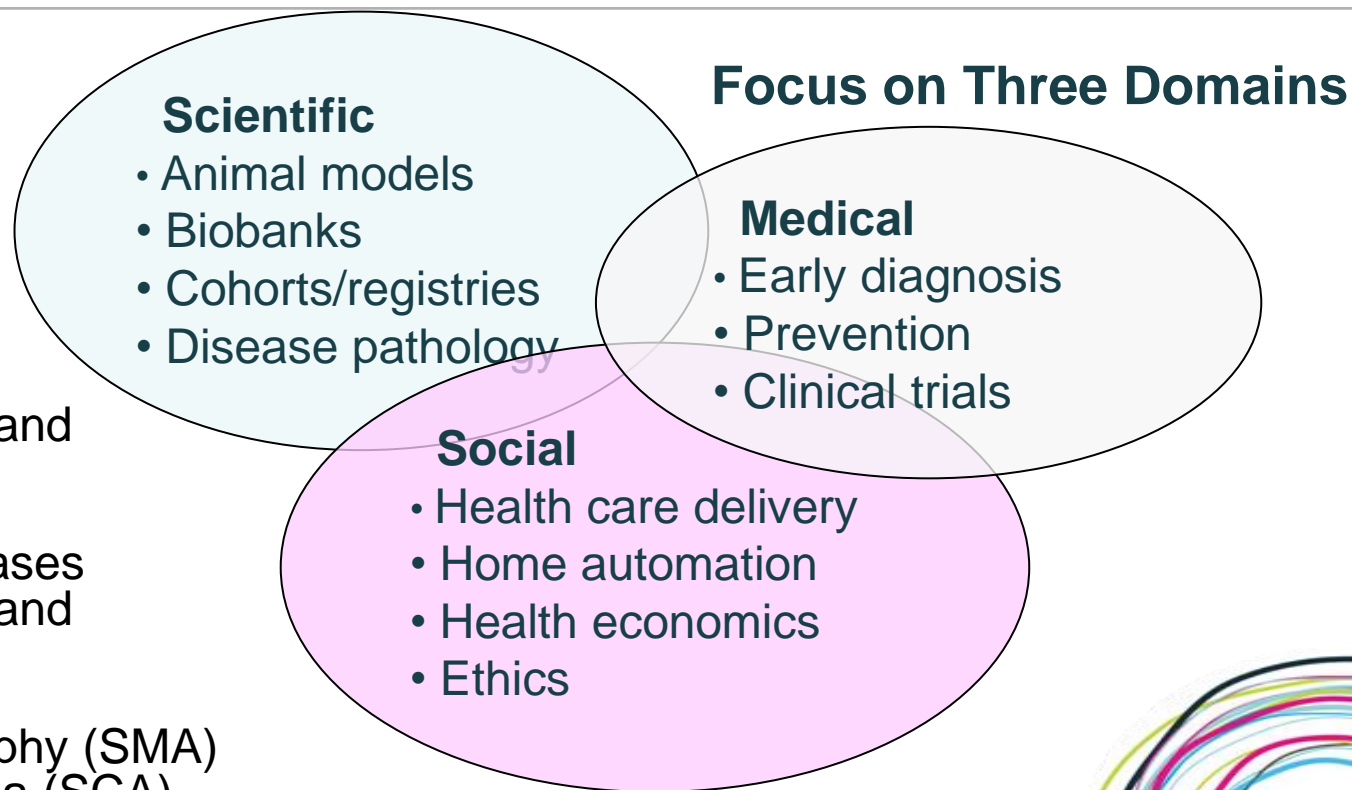 Focus on Three Domains
Scientific
• Animal models
• Biobanks
• Cohorts/registries
• Disease pathology
Medical
• Early diagnosis
• Prevention
• Clinical trials
Social
• Health care delivery
• Home automation
• Health economics
• Ethics
and
ases
and
phy (SMA)
a (SCA)